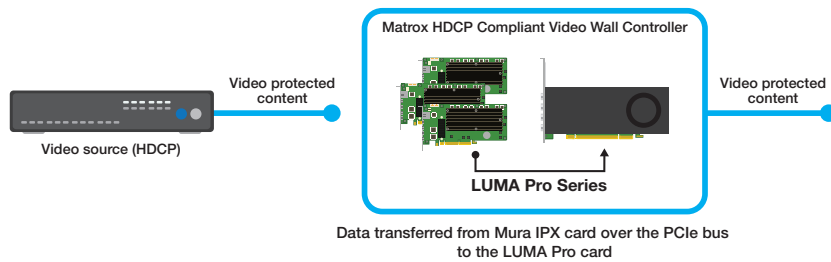 Matrox HDCP Compliant Video Wall Controller
Video protected
content
Video protected
content
Video source (HDCP)
LUMA Pro Series
Data transferred from Mura IPX card over the PCIe bus
to the LUMA Pro card